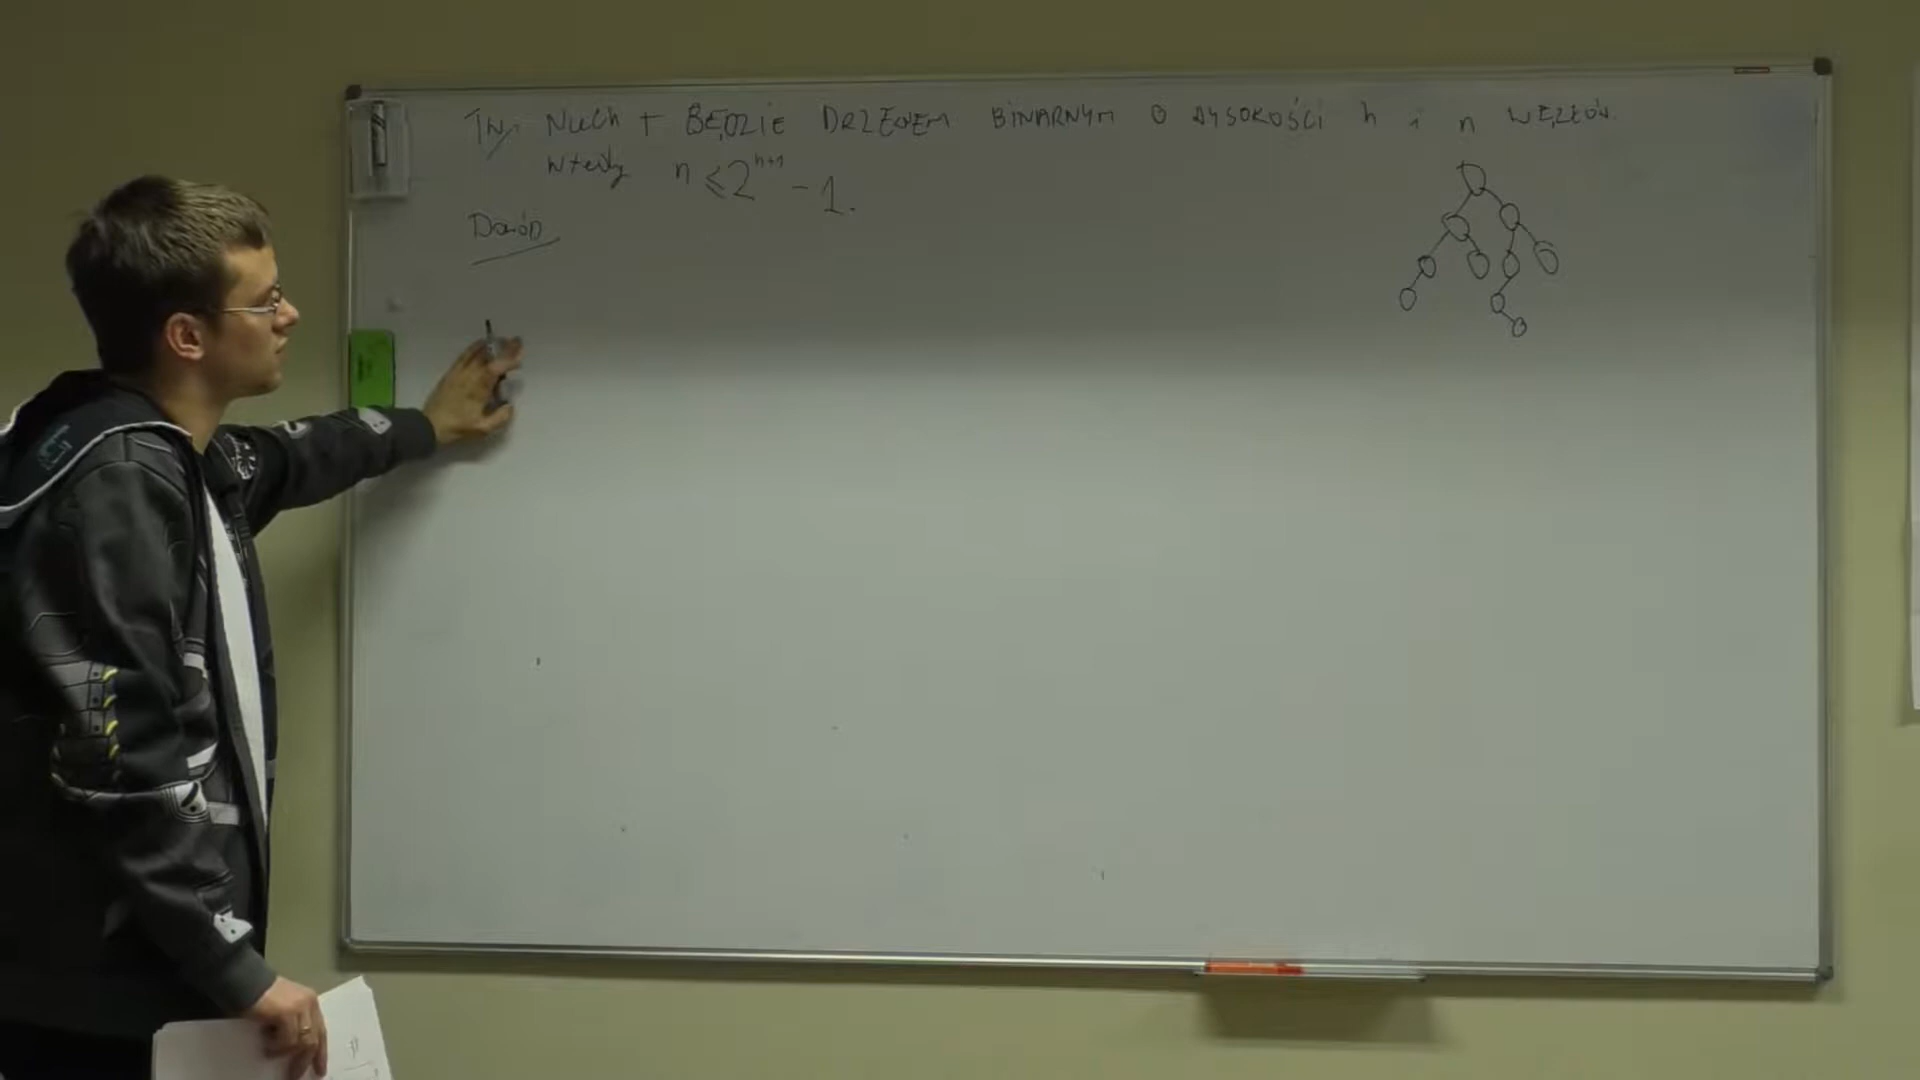 TW. NIECH T BĘDZIE DRZEWEM BINARNYM O WYSOKOŚCI h i n WĘZŁÓW.
wtedy n ≤ 2^{h+1} - 1.
Dowód